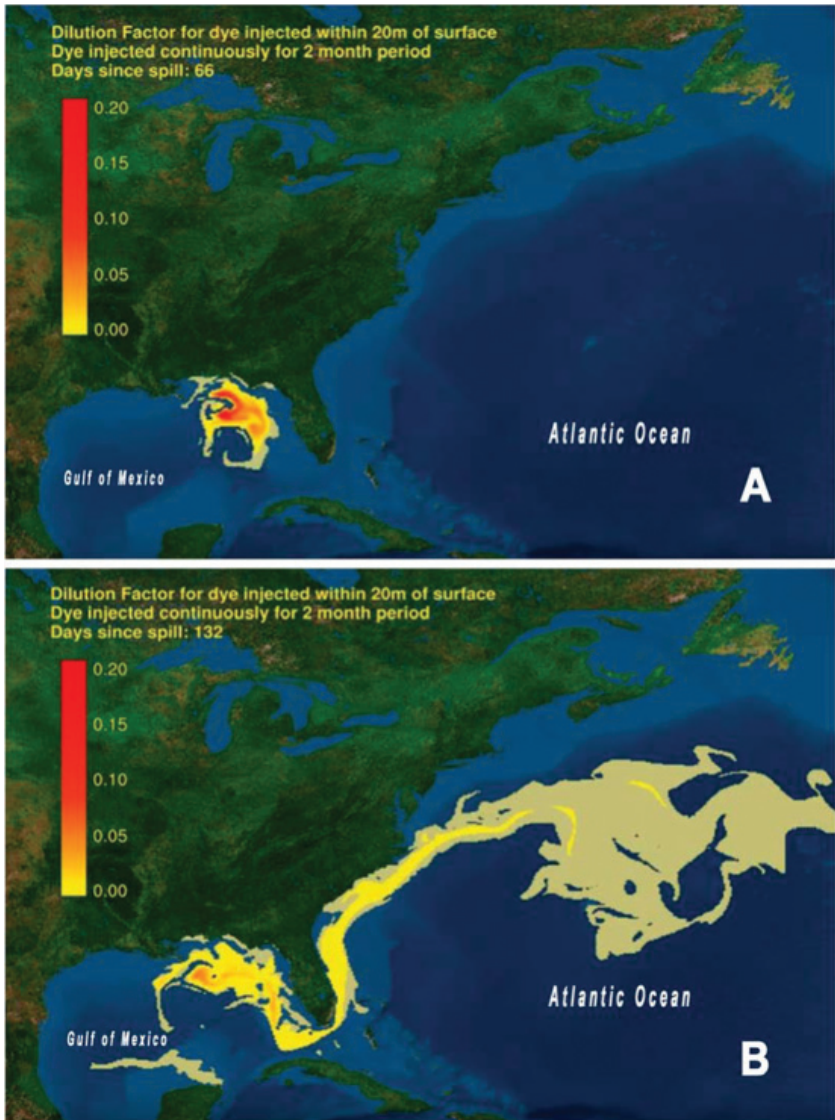 Dilution Factor for dye injected within 20m of surface
Dye injected continuously for 2 month period
Days since spill: 66
0.20
0.15
0.10
0.05
0.00
Atlantic Ocean
Gulf of Mexico
A
Dilution Factor for dye injected within 20m of surface
Dye injected continuously for 2 month period
Days since spill: 132
0.20
0.15
0.10
0.05
0.00
Atlantic Ocean
Gulf of Mexico
B